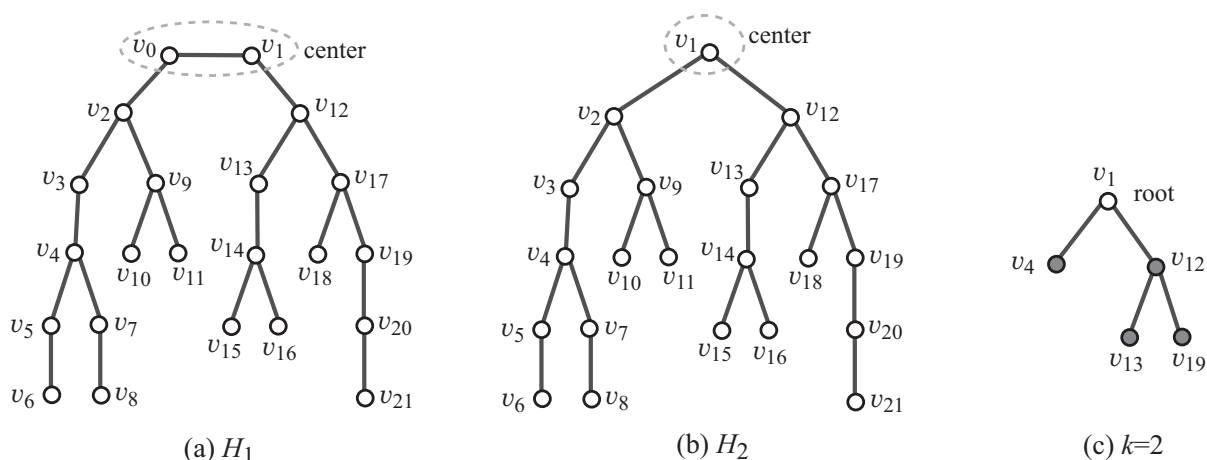 v0 v1 center
v2 v12
v3 v9 v13 v17
v4 v10 v11 v14 v18 v19
v5 v7 v15 v16 v20
v6 v8 v21
(a) H1
v1 center
v2 v12
v3 v9 v13 v17
v4 v10 v11 v14 v18 v19
v5 v7 v15 v16 v20
v6 v8 v21
(b) H2
v1 root
v4 v12
v13 v19
(c) k=2